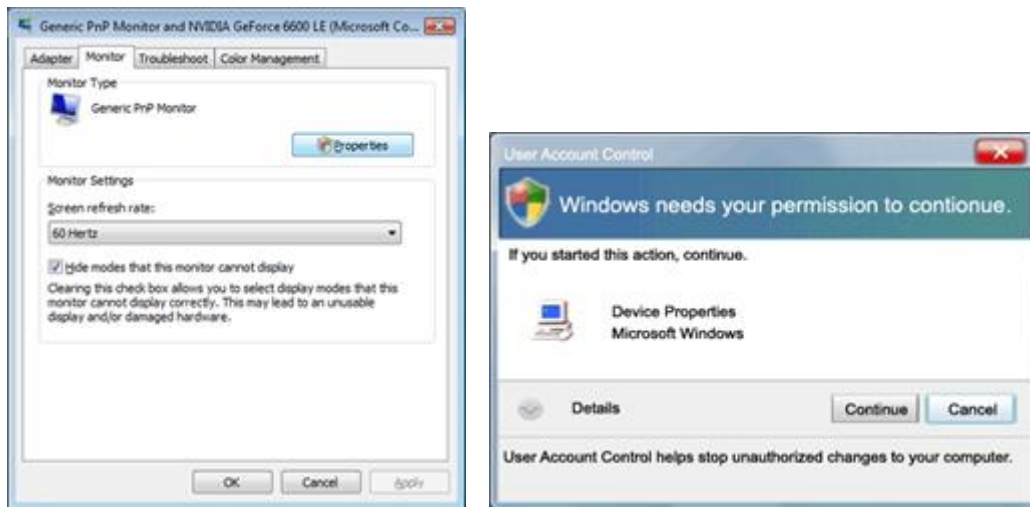 Generic PnP Monitor and NVIDIA GeForce 6600 LE (Microsoft Co...
Adapter Monitor Troubleshoot Color Management
Monitor Type
Generic PnP Monitor
Properties
Monitor Settings
Screen refresh rate:
60 Hertz
Hide modes that this monitor cannot display
Clearing this check box allows you to select display modes that this
monitor cannot display correctly. This may lead to an unusable
display and/or damaged hardware.
OK Cancel Apply
User Account Control
Windows needs your permission to contionue.
If you started this action, continue.
Device Properties
Microsoft Windows
Details Continue Cancel
User Account Control helps stop unauthorized changes to your computer.